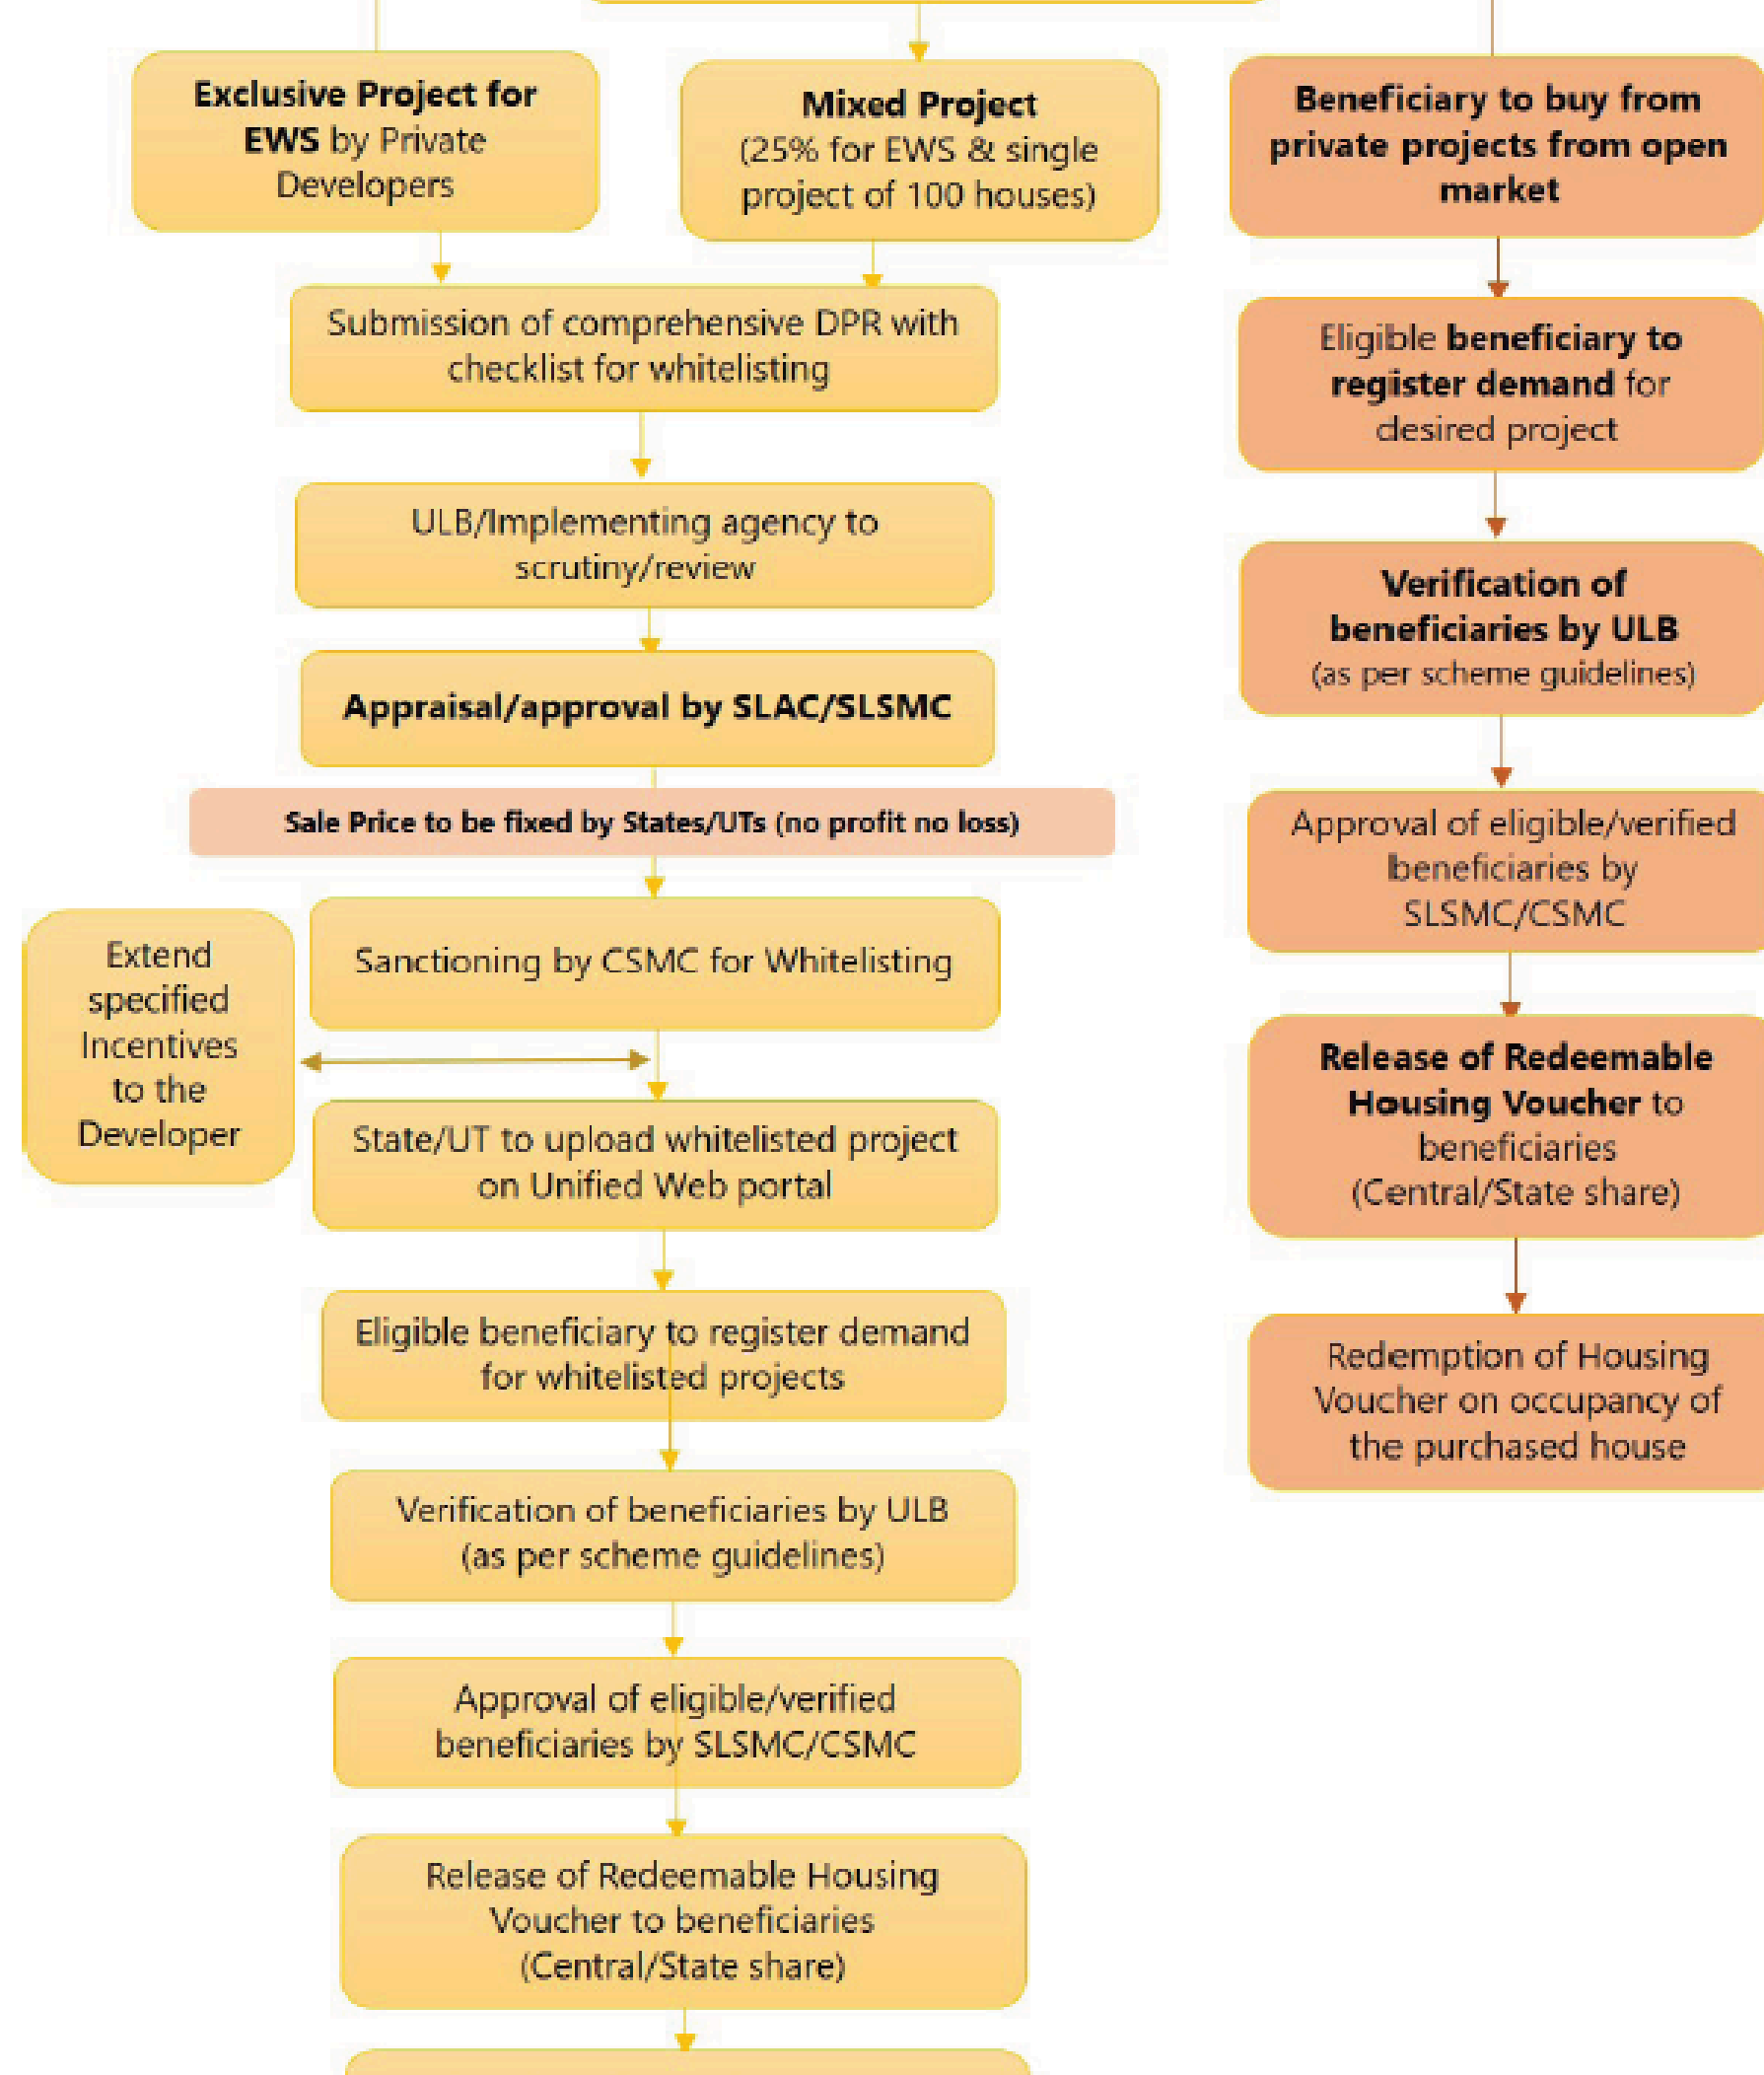 Exclusive Project for
EWS by Private
Developers
Mixed Project
(25% for EWS & single
project of 100 houses)
Submission of comprehensive DPR with
checklist for whitelisting
ULB/Implementing agency to
scrutiny/review
Appraisal/approval by SLAC/SLSMC
Sale Price to be fixed by States/UTs (no profit no loss)
Sanctioning by CSMC for Whitelisting
Extend
specified
Incentives
to the
Developer
State/UT to upload whitelisted project
on Unified Web portal
Eligible beneficiary to register demand
for whitelisted projects
Verification of beneficiaries by ULB
(as per scheme guidelines)
Approval of eligible/verified
beneficiaries by SLSMC/CSMC
Release of Redeemable Housing
Voucher to beneficiaries
(Central/State share)
Beneficiary to buy from
private projects from open
market
Eligible beneficiary to
register demand for
desired project
Verification of
beneficiaries by ULB
(as per scheme guidelines)
Approval of eligible/verified
beneficiaries by
SLSMC/CSMC
Release of Redeemable
Housing Voucher to
beneficiaries
(Central/State share)
Redemption of Housing
Voucher on occupancy of
the purchased house